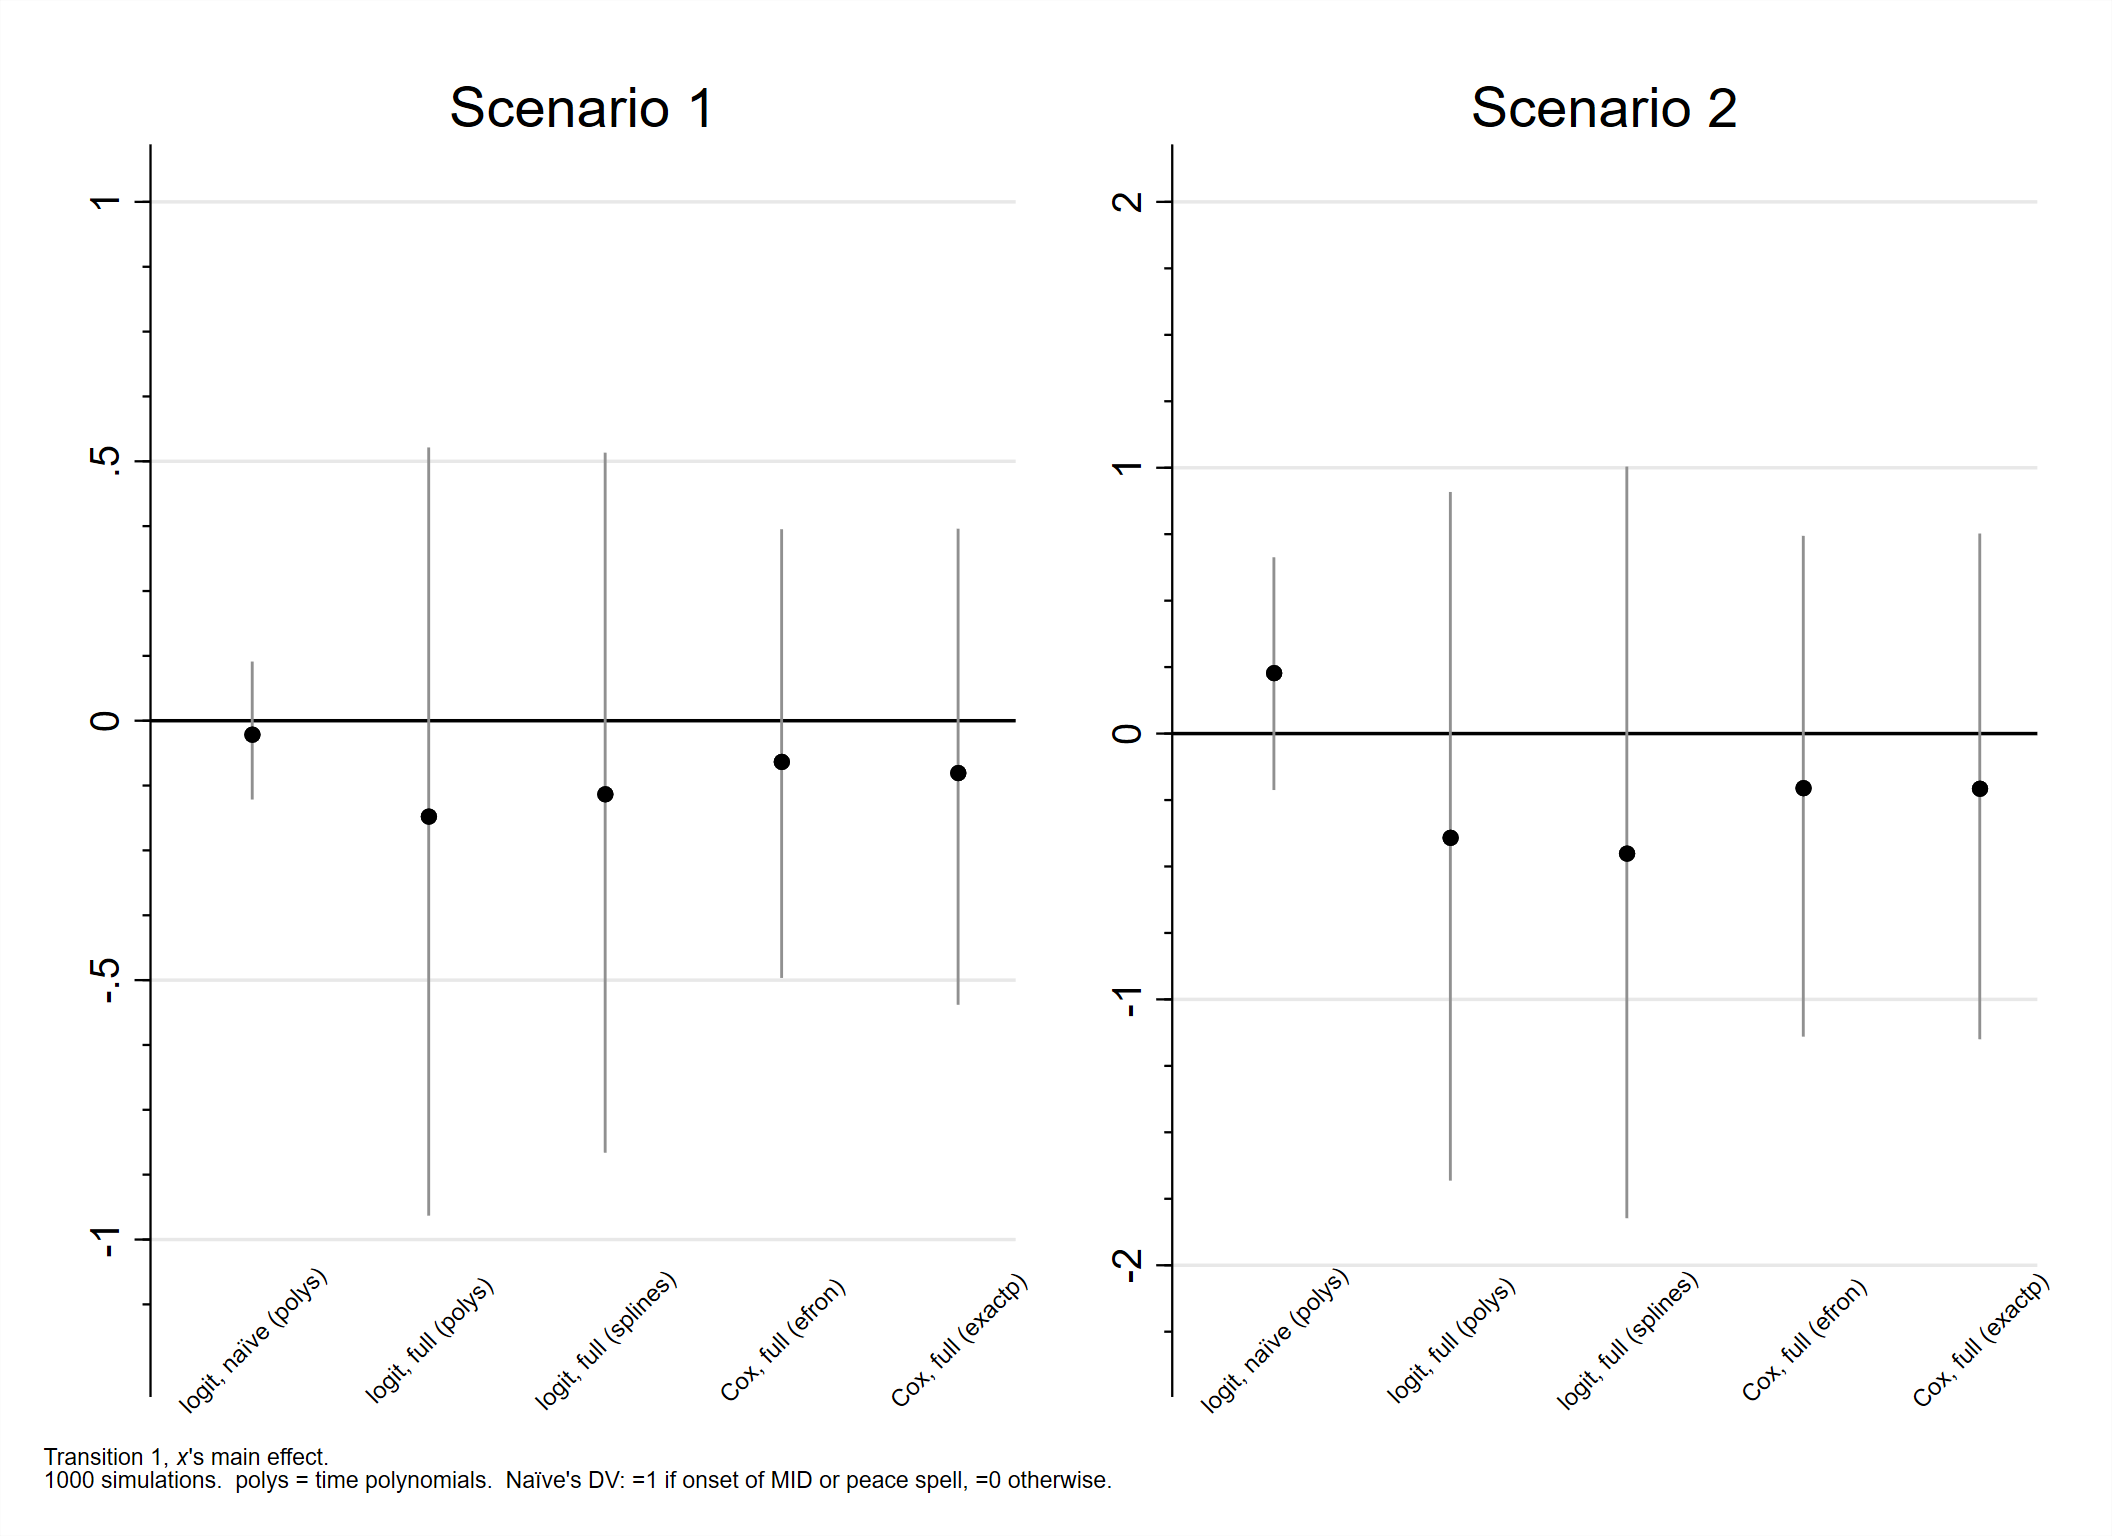 Scenario 1
1
.5
0
-.5
-1
logit, naïve (polys)
logit, full (polys)
logit, full (splines)
Cox, full (efron)
Cox, full (exactp)
Scenario 2
2
1
0
-1
-2
logit, naïve (polys)
logit, full (polys)
logit, full (splines)
Cox, full (efron)
Cox, full (exactp)
Transition 1, x's main effect.
1000 simulations.  polys = time polynomials.  Naïve's DV: =1 if onset of MID or peace spell, =0 otherwise.